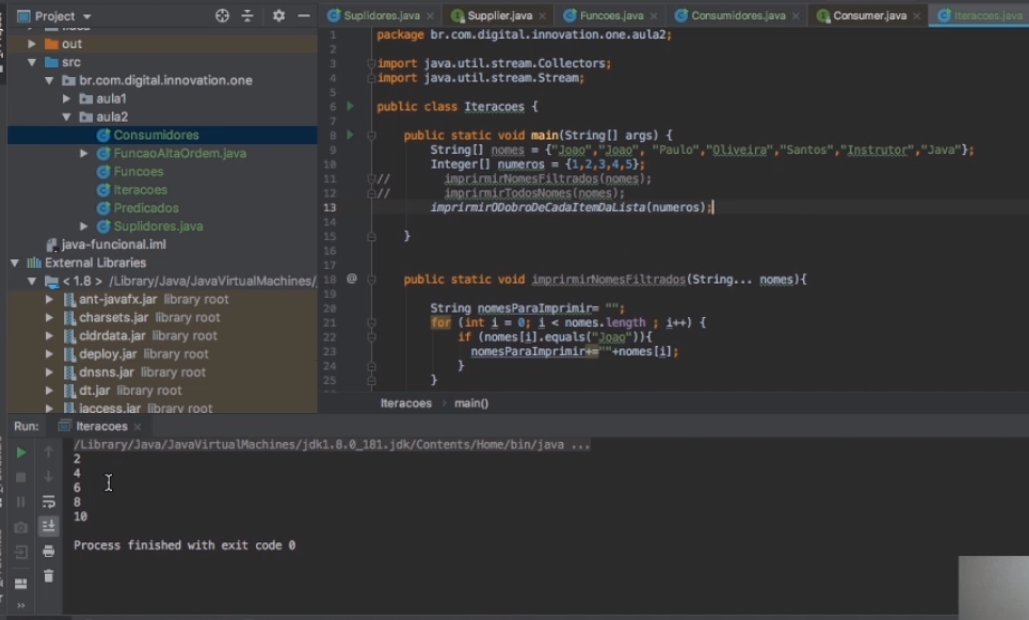 Project
Suplidores.java
Supplier.java
Funcoes.java
Consumidores.java
Consumer.java
Iteracoes.java
out
src
br.com.digital.innovation.one
aula1
aula2
Consumidores
FuncaoAltaOrdem.java
Funcoes
Iteracoes
Predicados
Suplidores.java
java-funcional.iml
External Libraries
< 1.8 > /Library/Java/JavaVirtualMachines/
ant-javafx.jar library root
charsets.jar library root
cldrdata.jar library root
deploy.jar library root
dnsns.jar library root
dt.jar library root
jaccess.jar library root
1 package br.com.digital.innovation.one.aula2;
2
3 import java.util.stream.Collectors;
4 import java.util.stream.Stream;
5
6 public class Iteracoes {
7
8 public static void main(String[] args) {
9 String[] nomes = {"Joao","Joao", "Paulo","Oliveira","Santos","Instrutor","Java"};
10 Integer[] numeros = {1,2,3,4,5};
11 // imprirmirNomesFiltrados(nomes);
12 // imprirmirTodosNomes(nomes);
13 imprirmirODobroDeCadaItemDaLista(numeros);
14
15 }
16
17
18 @ public static void imprirmirNomesFiltrados(String... nomes){
19
20 String nomesParaImprimir= "";
21 for (int i = 0; i < nomes.length ; i++) {
22 if (nomes[i].equals("Joao")){
23 nomesParaImprimir+=""+nomes[i];
24 }
25 }
Iteracoes › main()
Run: Iteracoes
/Library/Java/JavaVirtualMachines/jdk1.8.0_181.jdk/Contents/Home/bin/java ...
2
4
6
8
10
Process finished with exit code 0